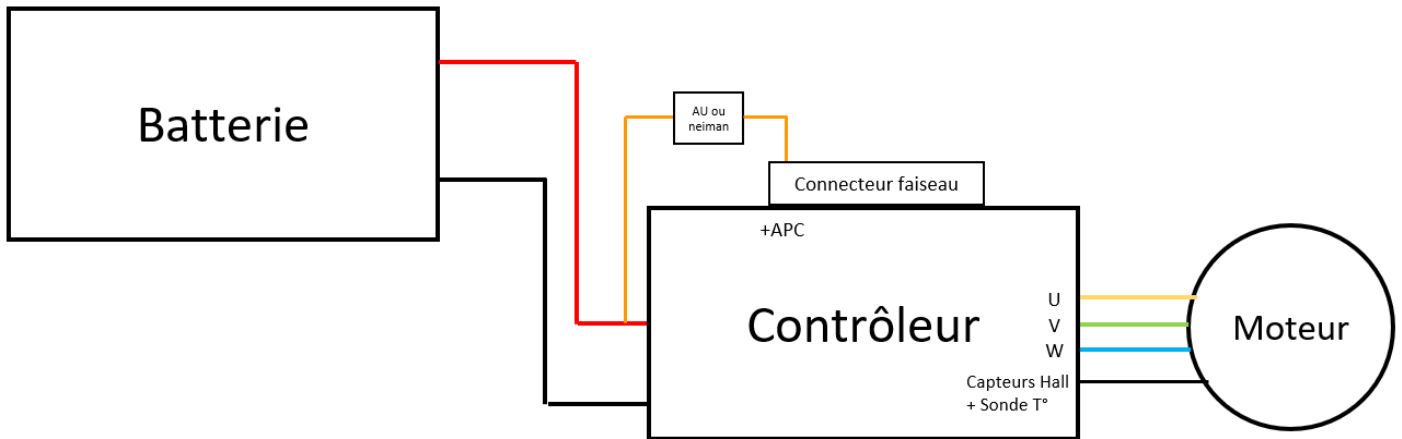 Batterie
AU ou
neiman
Connecteur faiseau
+APC
Contrôleur
U
V
W
Capteurs Hall
+ Sonde T°
Moteur